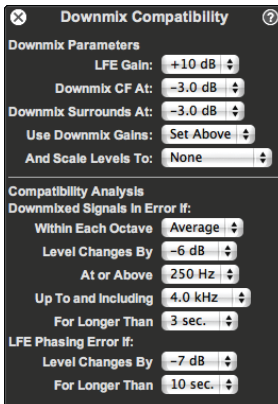 Downmix Compatibility ?
Downmix Parameters
LFE Gain: +10 dB
Downmix CF At: -3.0 dB
Downmix Surrounds At: -3.0 dB
Use Downmix Gains: Set Above
And Scale Levels To: None
Compatibility Analysis
Downmixed Signals In Error If:
Within Each Octave Average
Level Changes By -6 dB
At or Above 250 Hz
Up To and Including 4.0 kHz
For Longer Than 3 sec.
LFE Phasing Error If:
Level Changes By -7 dB
For Longer Than 10 sec.